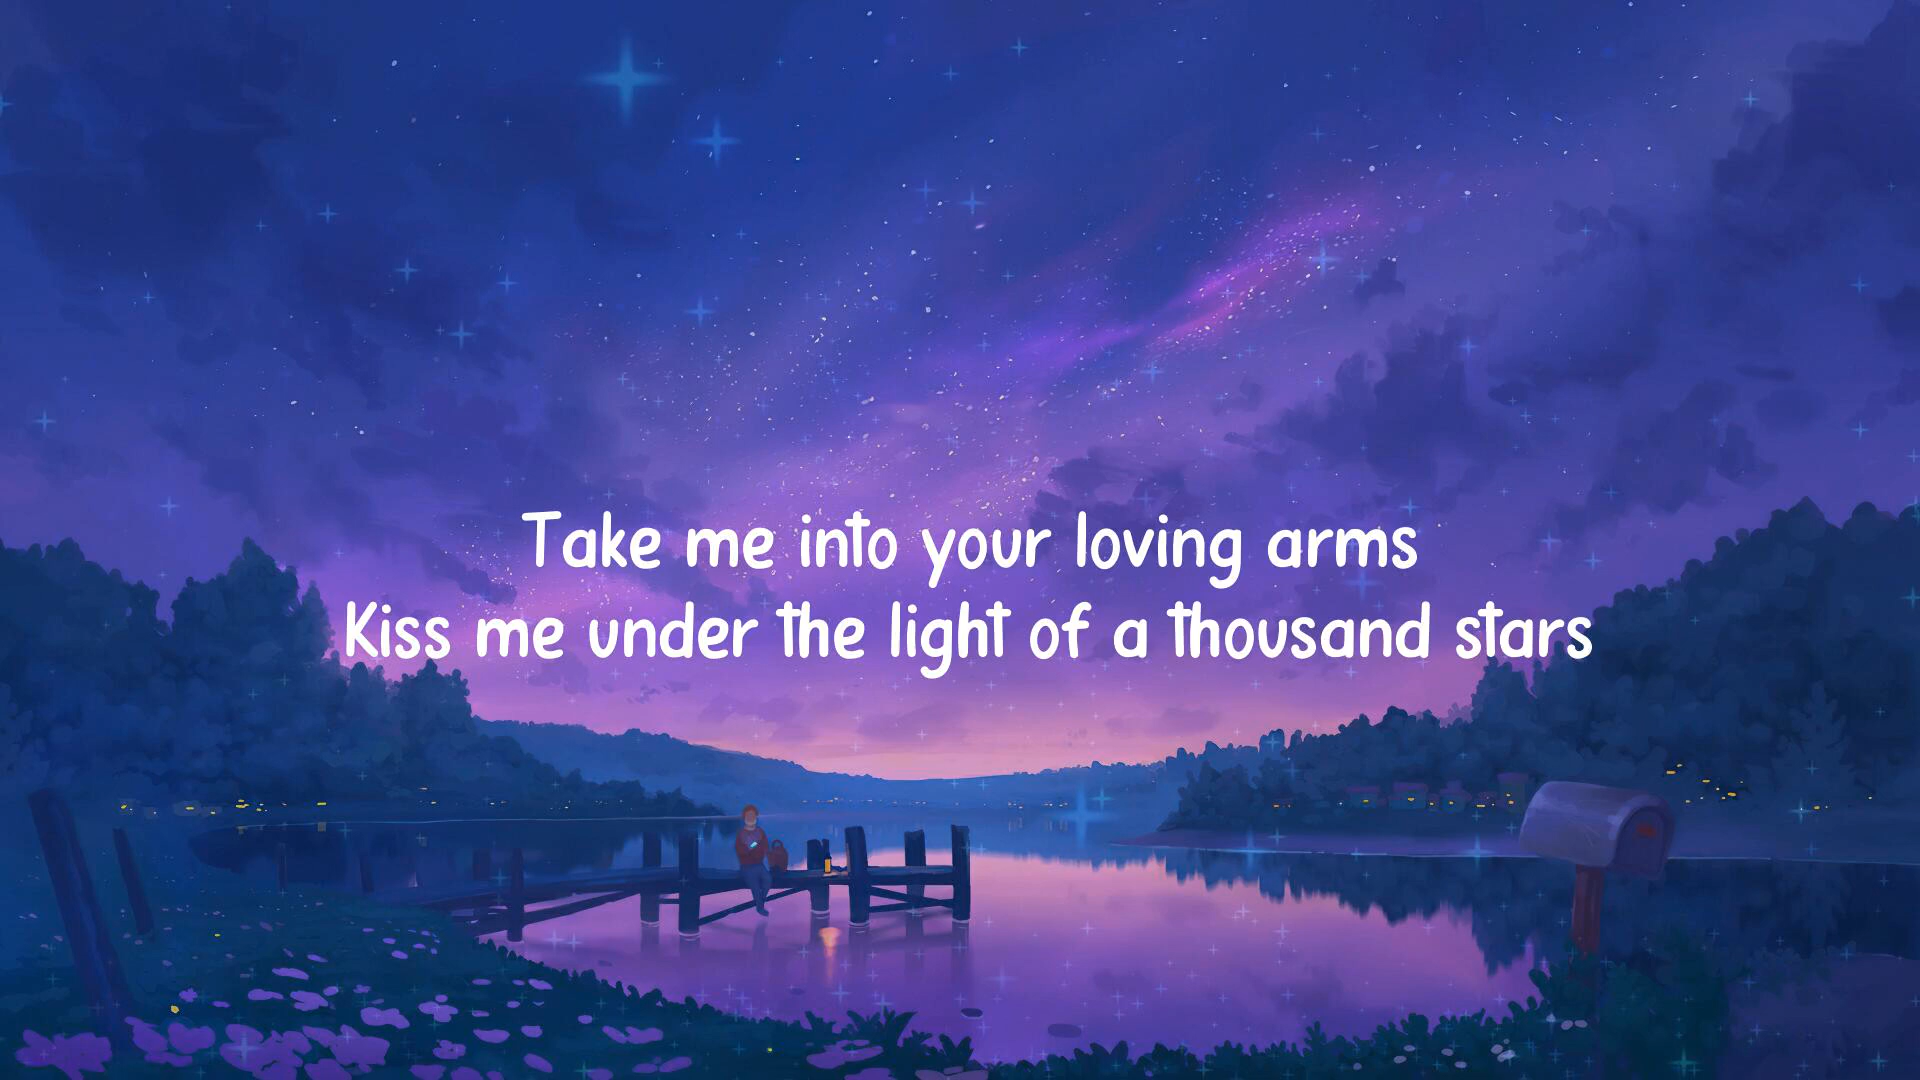 Take me into your loving arms
Kiss me under the light of a thousand stars